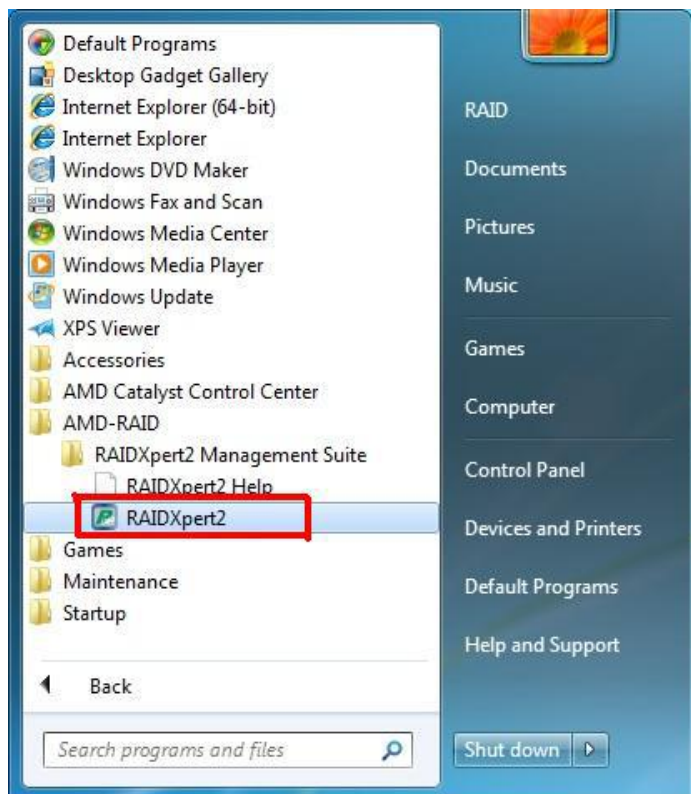 Default Programs
Desktop Gadget Gallery
Internet Explorer (64-bit)
Internet Explorer
Windows DVD Maker
Windows Fax and Scan
Windows Media Center
Windows Media Player
Windows Update
XPS Viewer
Accessories
AMD Catalyst Control Center
AMD-RAID
RAIDXpert2 Management Suite
RAIDXpert2 Help
RAIDXpert2
Games
Maintenance
Startup
Back
Search programs and files
RAID
Documents
Pictures
Music
Games
Computer
Control Panel
Devices and Printers
Default Programs
Help and Support
Shut down